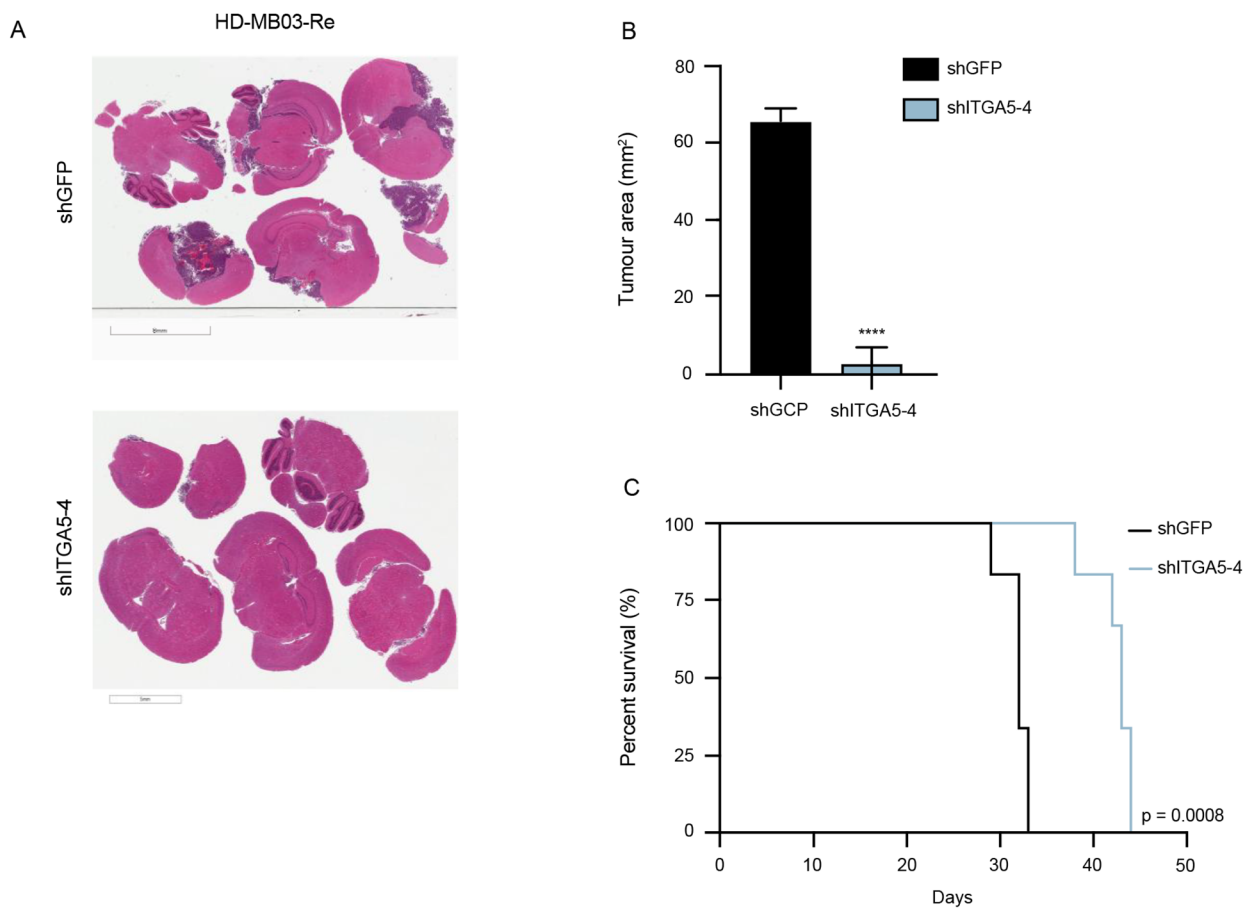 A
HD-MB03-Re
shGFP
shITGA5-4
5mm
B
80
60
40
20
0
Tumour area (mm²)
shGFP
shITGA5-4
****
shGCP
shITGA5-4
C
100
75
50
25
0
Percent survival (%)
shGFP
shITGA5-4
p = 0.0008
0 10 20 30 40 50
Days